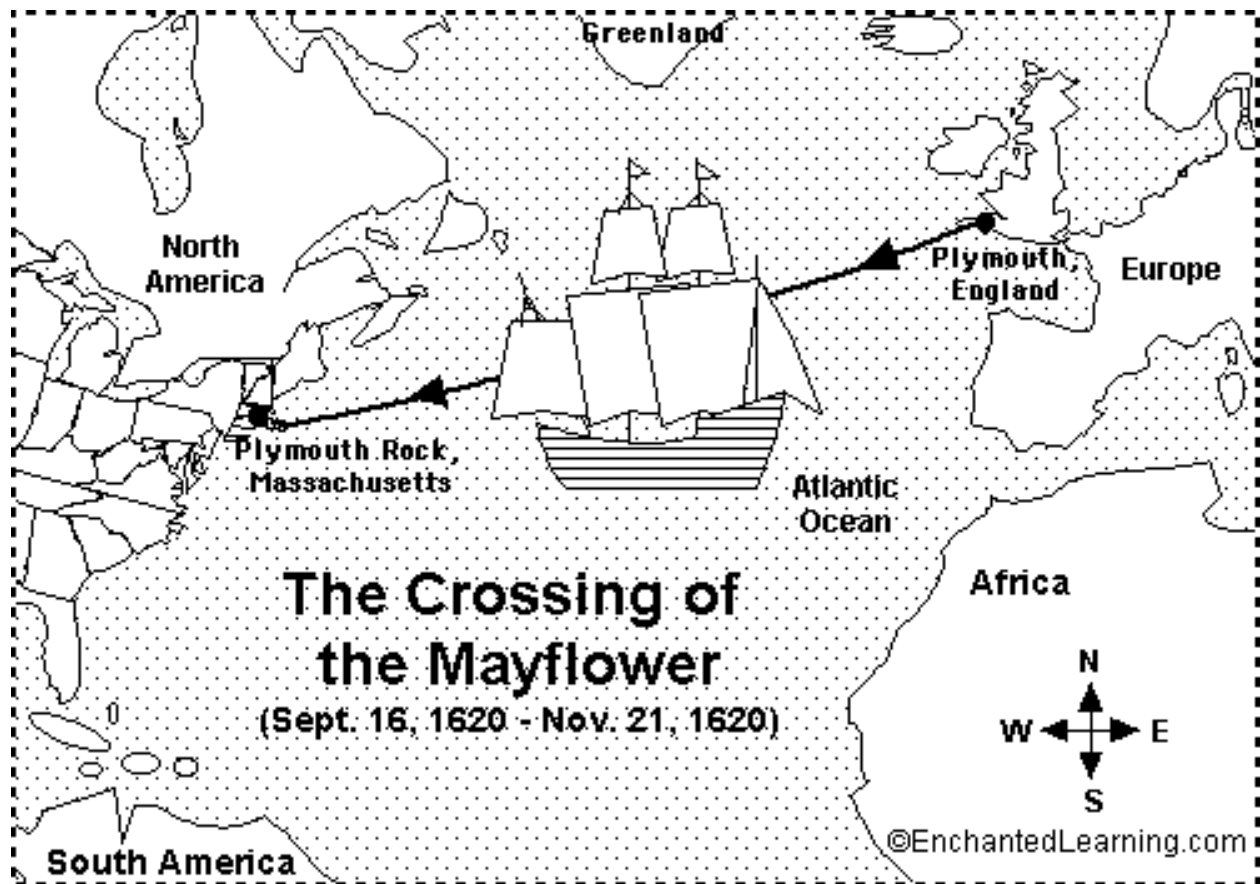 Greenland
North
America
Plymouth,
England
Europe
Plymouth Rock,
Massachusetts
Atlantic
Ocean
The Crossing of
the Mayflower
(Sept. 16, 1620 - Nov. 21, 1620)
Africa
N
W E
S
©EnchantedLearning.com
South America